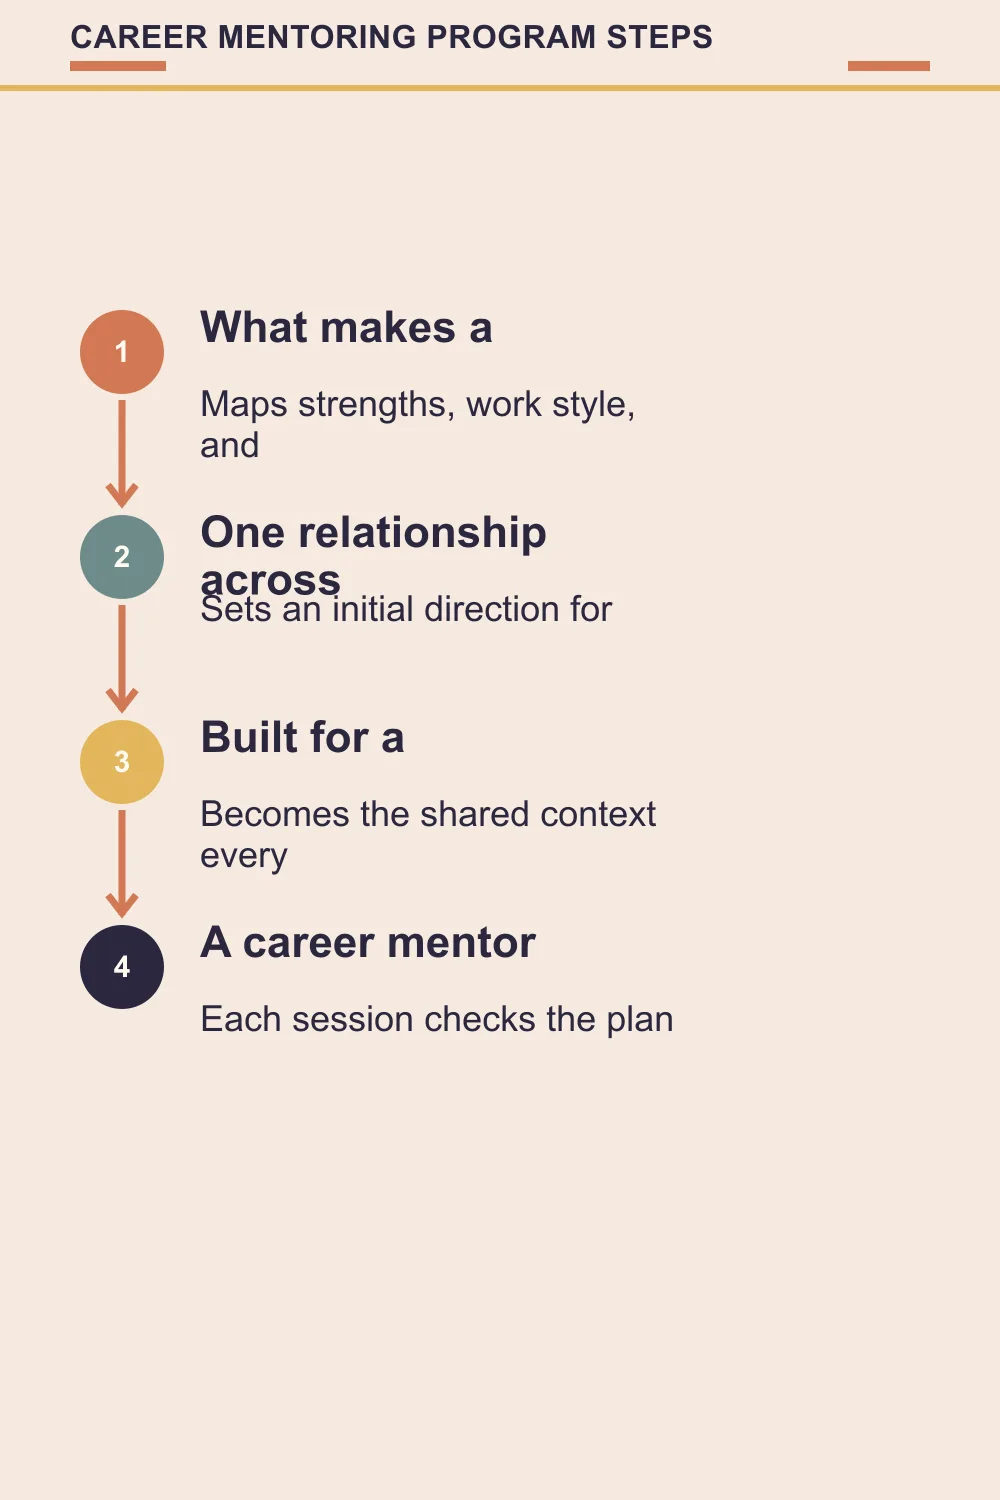 CAREER MENTORING PROGRAM STEPS
1
What makes a
Maps strengths, work style,
and
2
One relationship
across
Sets an initial direction for
3
Built for a
Becomes the shared context
every
4
A career mentor
Each session checks the plan